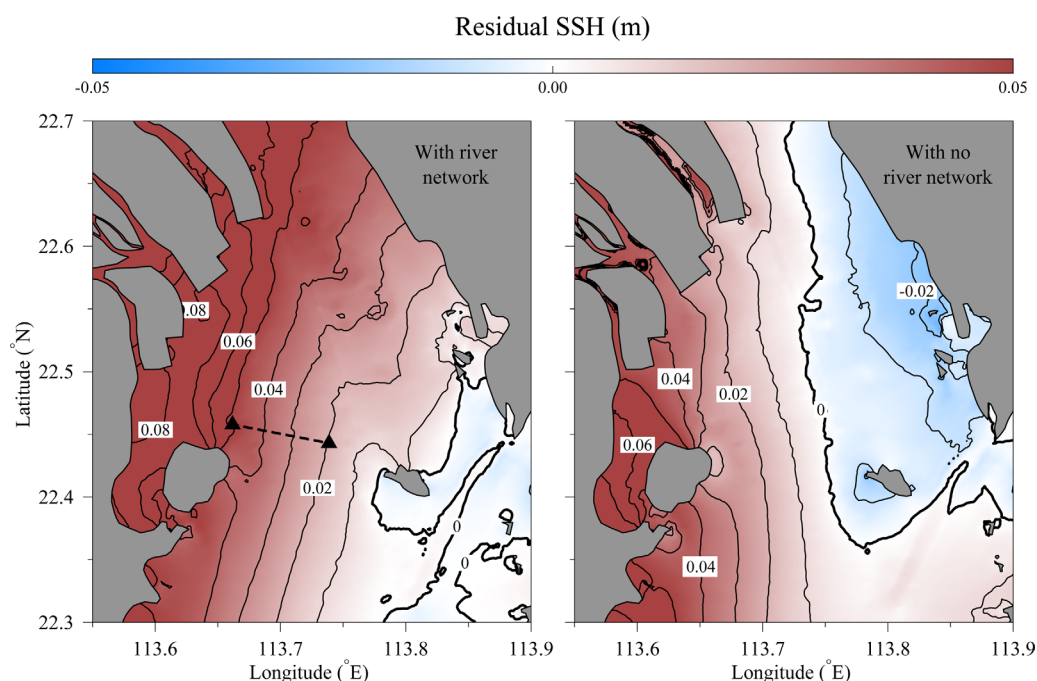 Residual SSH (m)
-0.05 0.00 0.05
22.7
22.6
22.5
22.4
22.3
Latitude (°N)
With river
network
0.08
0.06
0.04
0.08
0.02
0
0
113.6 113.7 113.8 113.9
Longitude (°E)
With no
river network
-0.02
0.04
0.02
0
0.06
0.04
113.6 113.7 113.8 113.9
Longitude (°E)